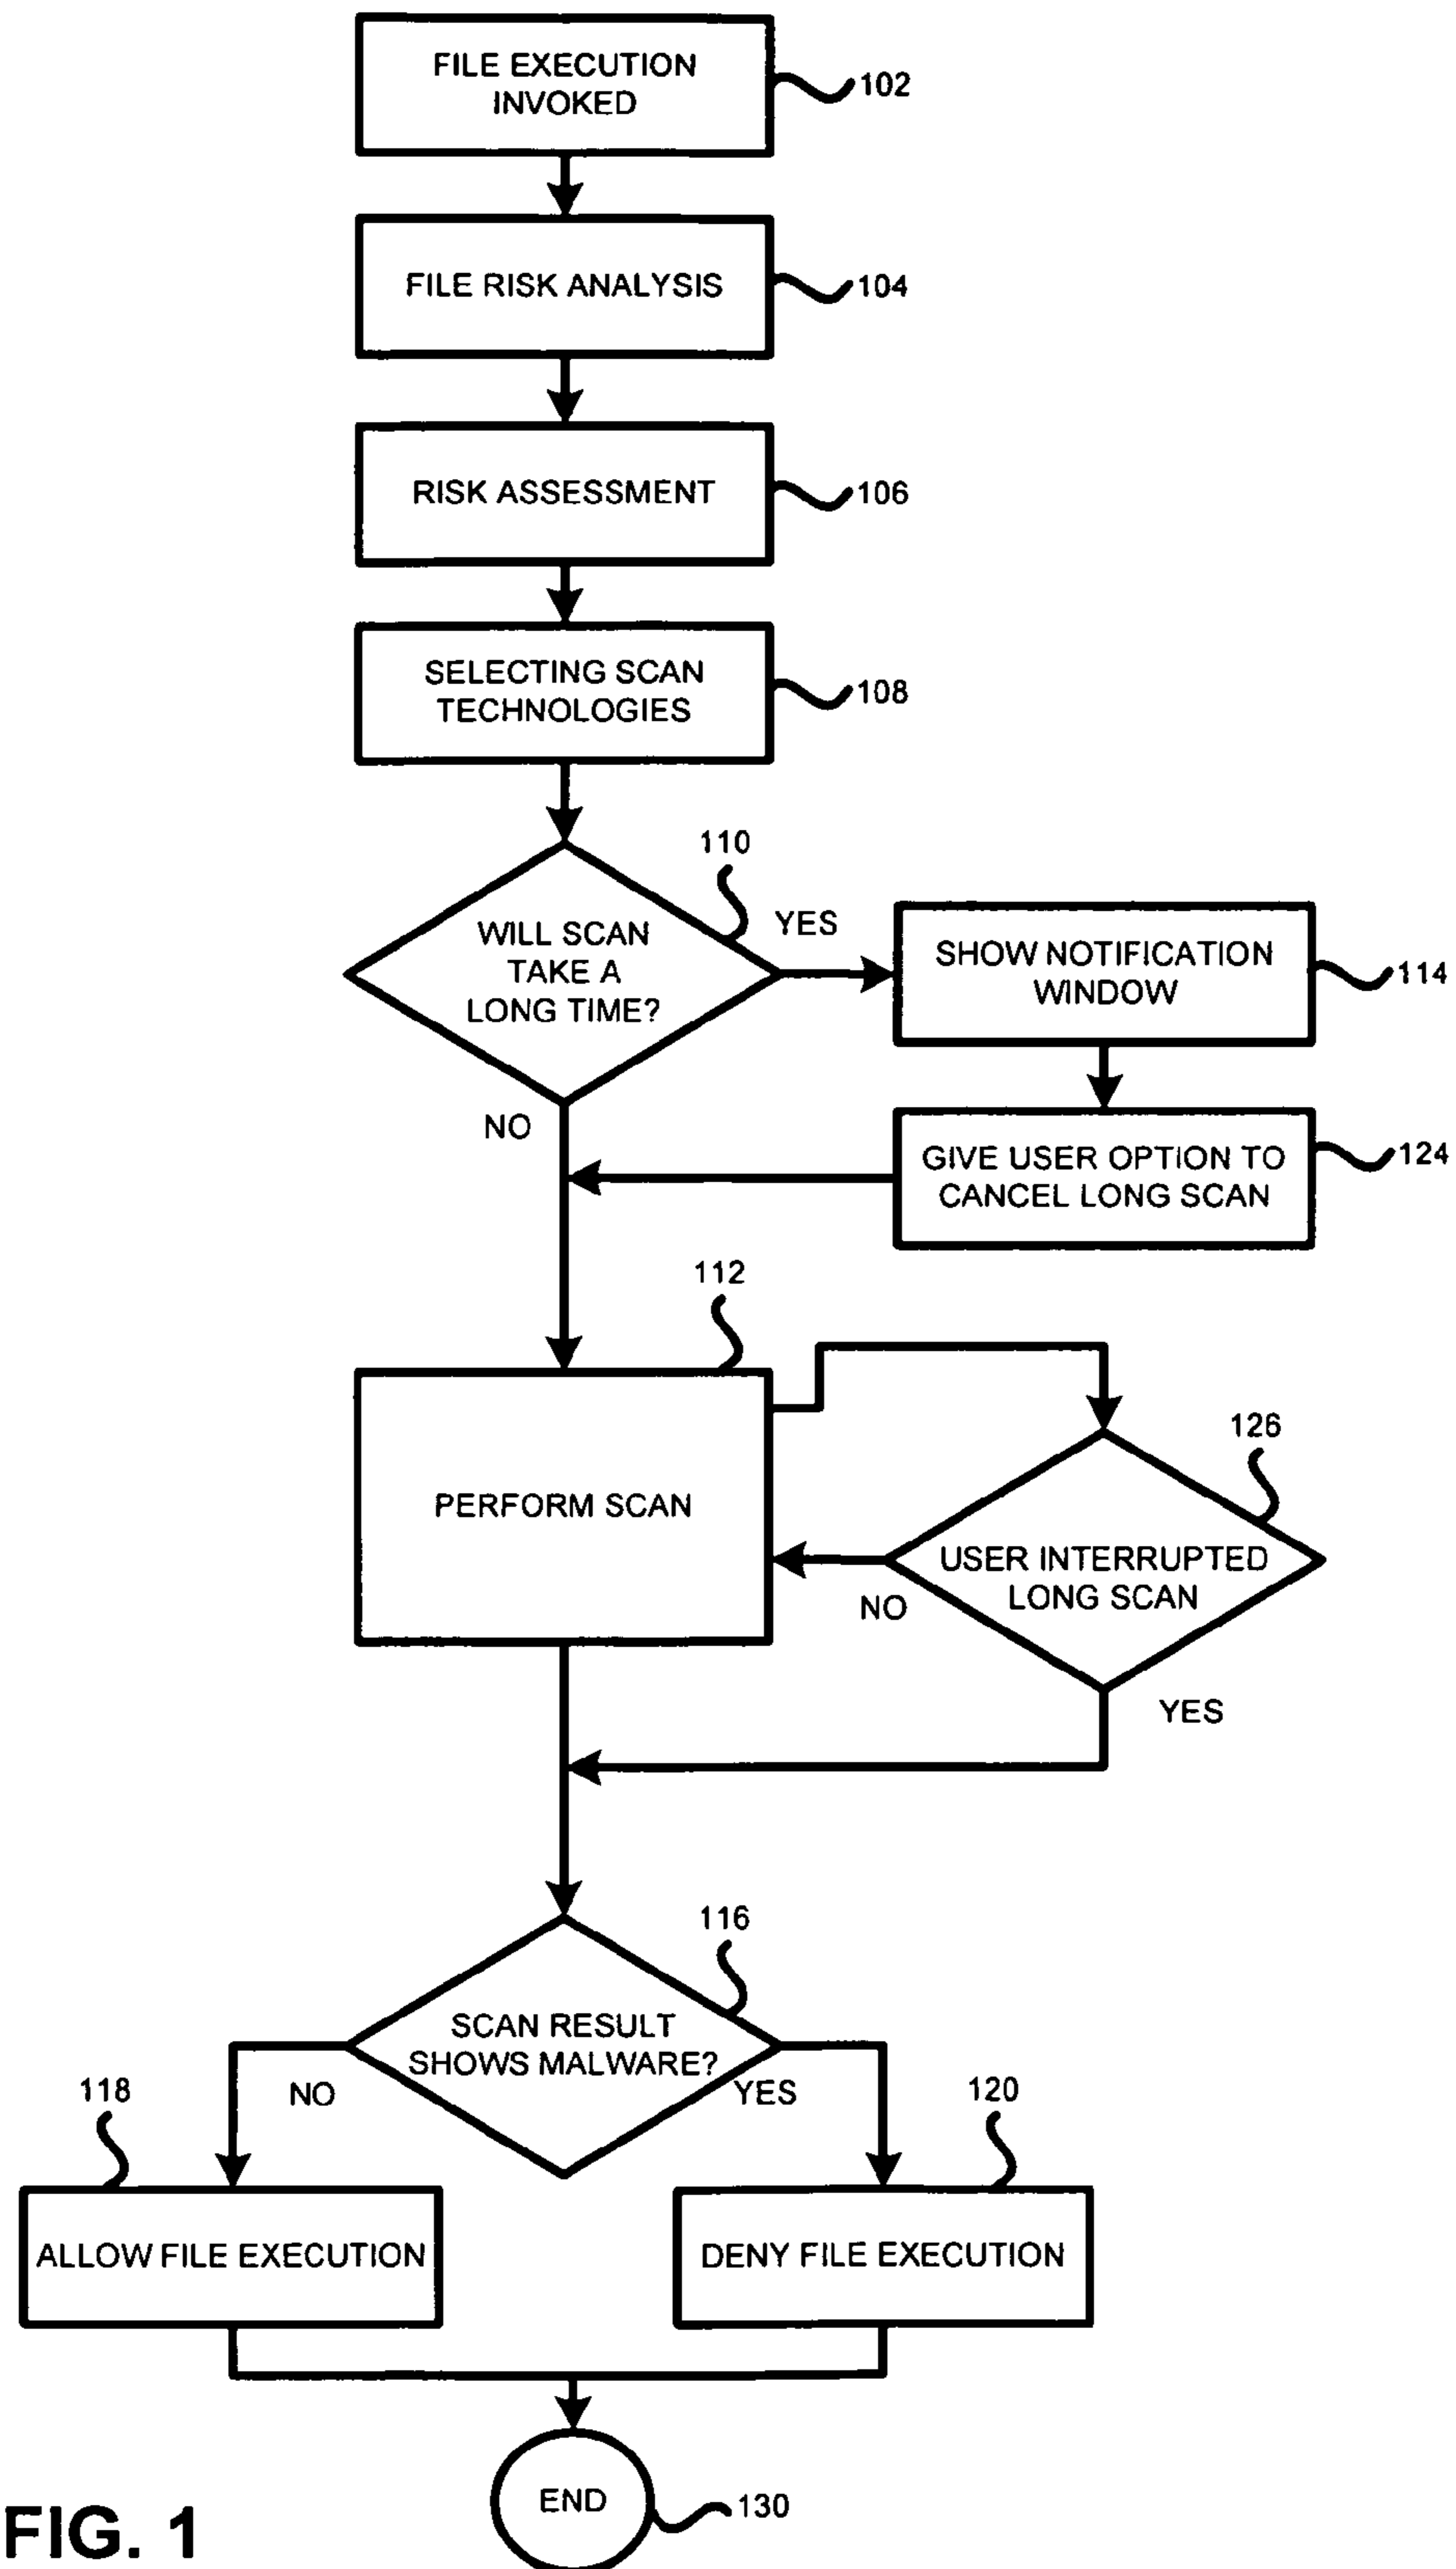 FILE EXECUTION
INVOKED
102
FILE RISK ANALYSIS
104
RISK ASSESSMENT
106
SELECTING SCAN
TECHNOLOGIES
108
110
WILL SCAN
TAKE A
LONG TIME?
YES
SHOW NOTIFICATION
WINDOW
114
NO
GIVE USER OPTION TO
CANCEL LONG SCAN
124
112
PERFORM SCAN
126
USER INTERRUPTED
LONG SCAN
NO
YES
116
SCAN RESULT
SHOWS MALWARE?
NO
YES
118
120
ALLOW FILE EXECUTION
DENY FILE EXECUTION
END
130
FIG. 1